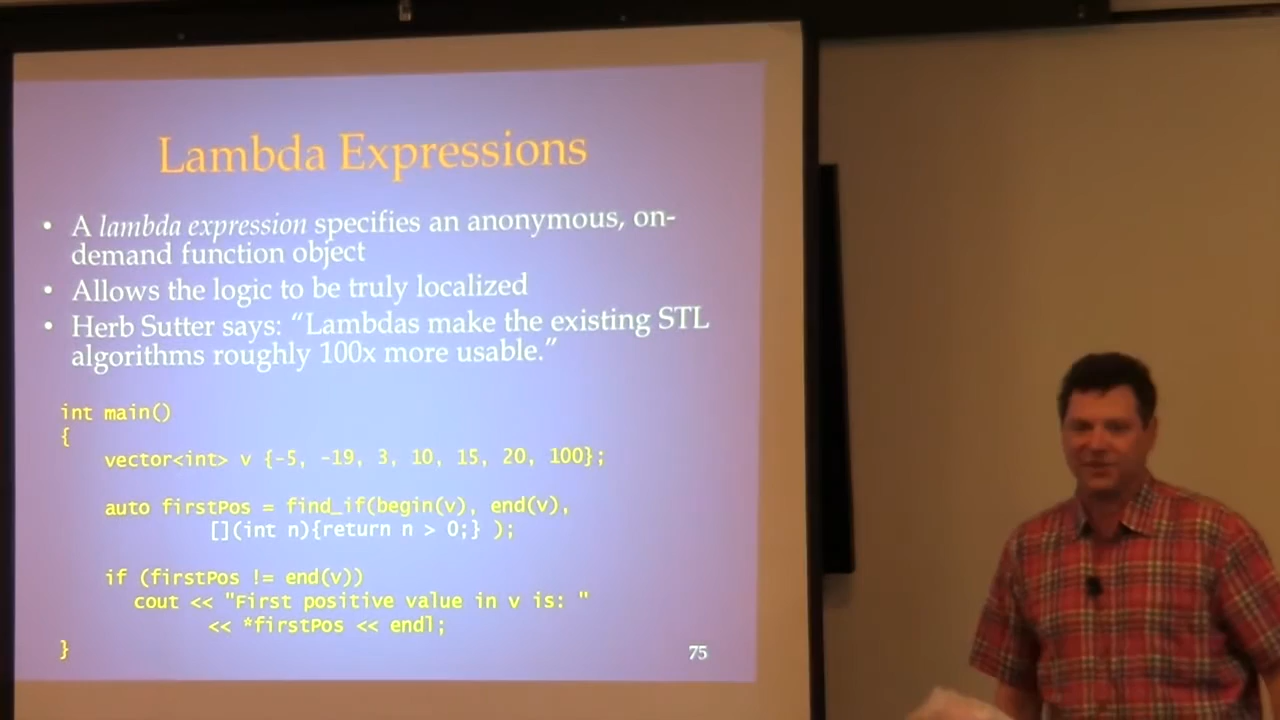 Lambda Expressions
• A lambda expression specifies an anonymous, on-
demand function object
• Allows the logic to be truly localized
• Herb Sutter says: “Lambdas make the existing STL
algorithms roughly 100x more usable.”
int main()
{
vector<int> v {-5, -19, 3, 10, 15, 20, 100};
auto firstPos = find_if(begin(v), end(v),
[](int n){return n > 0;} );
if (firstPos != end(v))
cout << "First positive value in v is: "
<< *firstPos << endl;
}
75